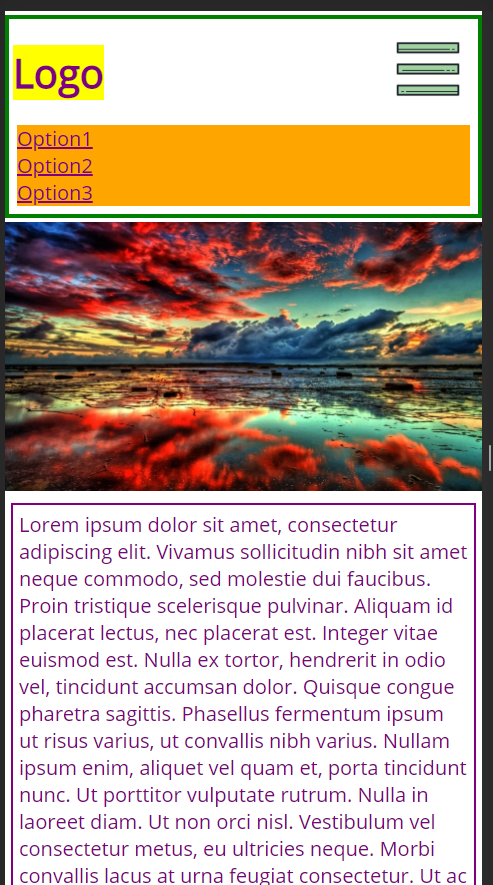 Logo
Option1
Option2
Option3
Lorem ipsum dolor sit amet, consectetur
adipiscing elit. Vivamus sollicitudin nibh sit amet
neque commodo, sed molestie dui faucibus.
Proin tristique scelerisque pulvinar. Aliquam id
placerat lectus, nec placerat est. Integer vitae
euismod est. Nulla ex tortor, hendrerit in odio
vel, tincidunt accumsan dolor. Quisque congue
pharetra sagittis. Phasellus fermentum ipsum
ut risus varius, ut convallis nibh varius. Nullam
ipsum enim, aliquet vel quam et, porta tincidunt
nunc. Ut porttitor vulputate rutrum. Nulla in
laoreet diam. Ut non orci nisl. Vestibulum vel
consectetur metus, eu ultricies neque. Morbi
convallis lacus at urna feugiat consectetur. Ut ac